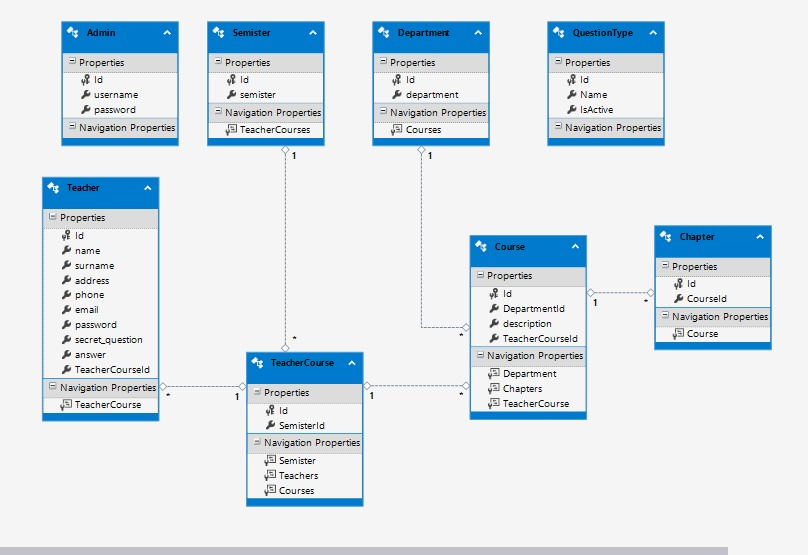 Admin
Properties
Id
username
password
Navigation Properties
Semister
Properties
Id
semister
Navigation Properties
TeacherCourses
Department
Properties
Id
department
Navigation Properties
Courses
QuestionType
Properties
Id
Name
IsActive
Navigation Properties
1
1
Teacher
Properties
Id
name
surname
address
phone
email
password
secret_question
answer
TeacherCourseId
Navigation Properties
TeacherCourse
*
1
*
TeacherCourse
Properties
Id
SemisterId
Navigation Properties
Semister
Teachers
Courses
1
*
*
Course
Properties
Id
DepartmentId
description
TeacherCourseId
Navigation Properties
Department
Chapters
TeacherCourse
1
*
Chapter
Properties
Id
CourseId
Navigation Properties
Course